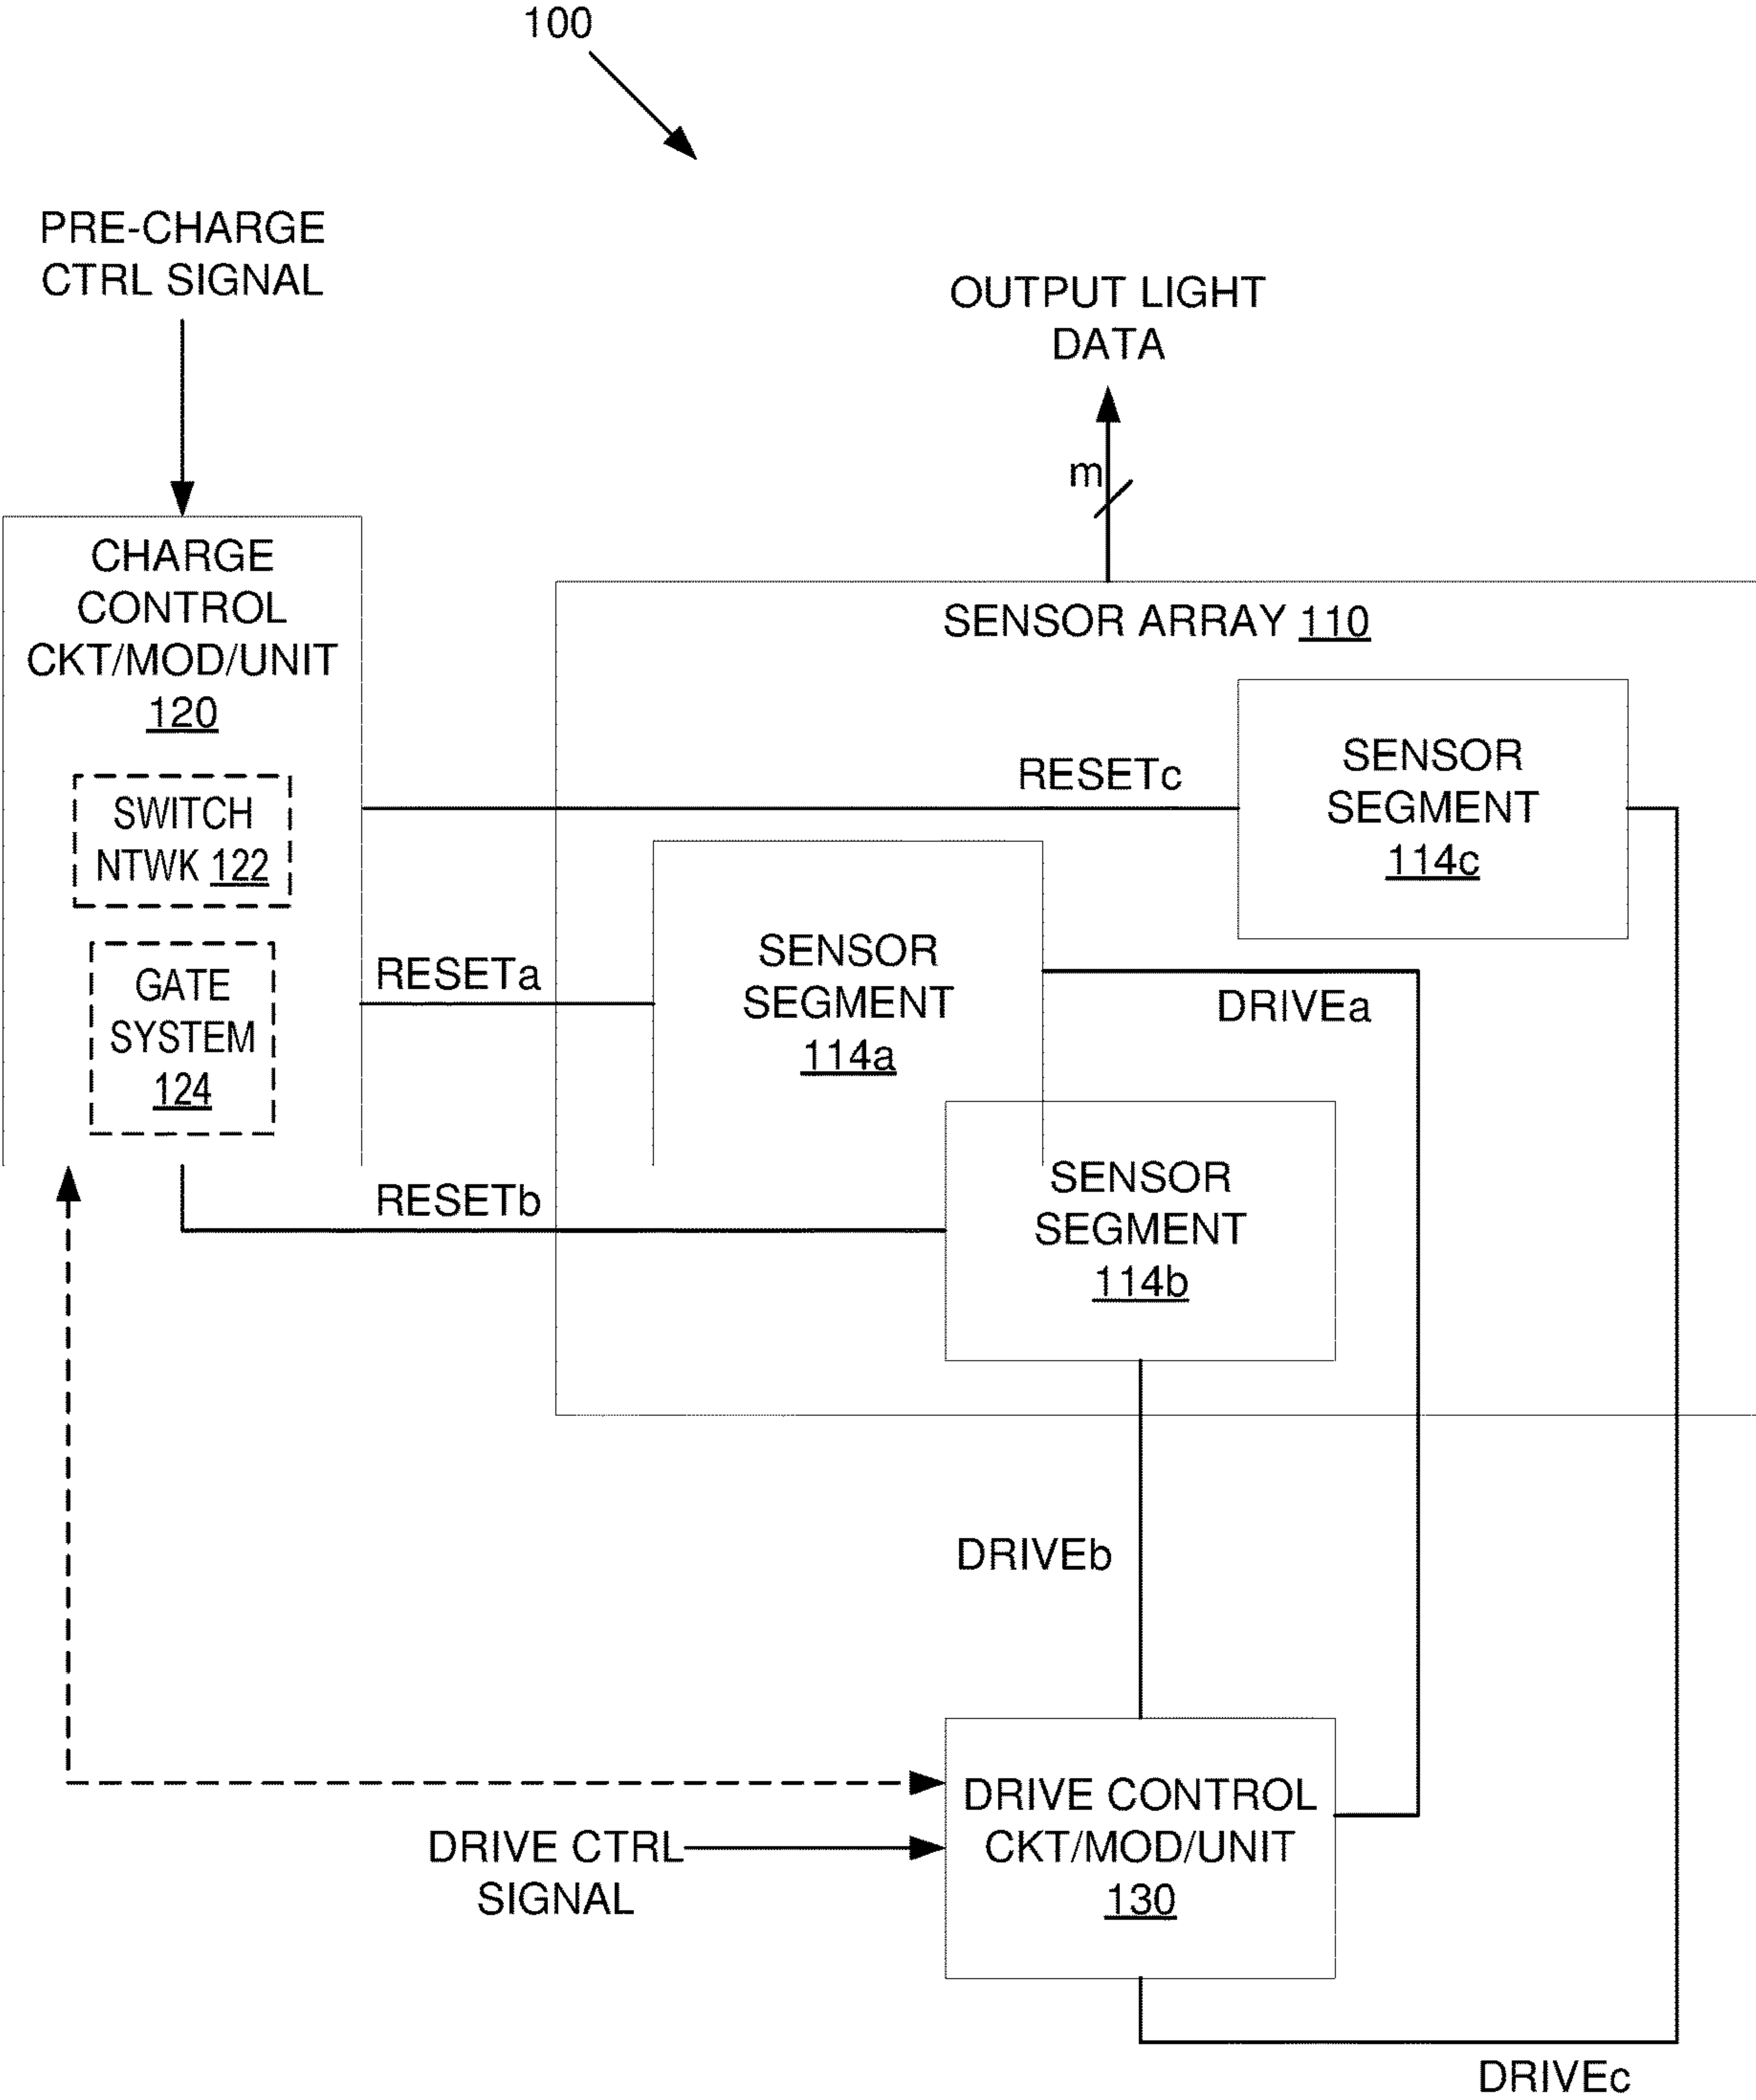 100
PRE-CHARGE
CTRL SIGNAL
OUTPUT LIGHT
DATA
m
CHARGE
CONTROL
CKT/MOD/UNIT
120
SWITCH
NTWK 122
GATE
SYSTEM
124
SENSOR ARRAY 110
RESETc
SENSOR
SEGMENT
114c
RESETa
SENSOR
SEGMENT
114a
DRIVEa
RESETb
SENSOR
SEGMENT
114b
DRIVEb
DRIVE CTRL
SIGNAL
DRIVE CONTROL
CKT/MOD/UNIT
130
DRIVEc